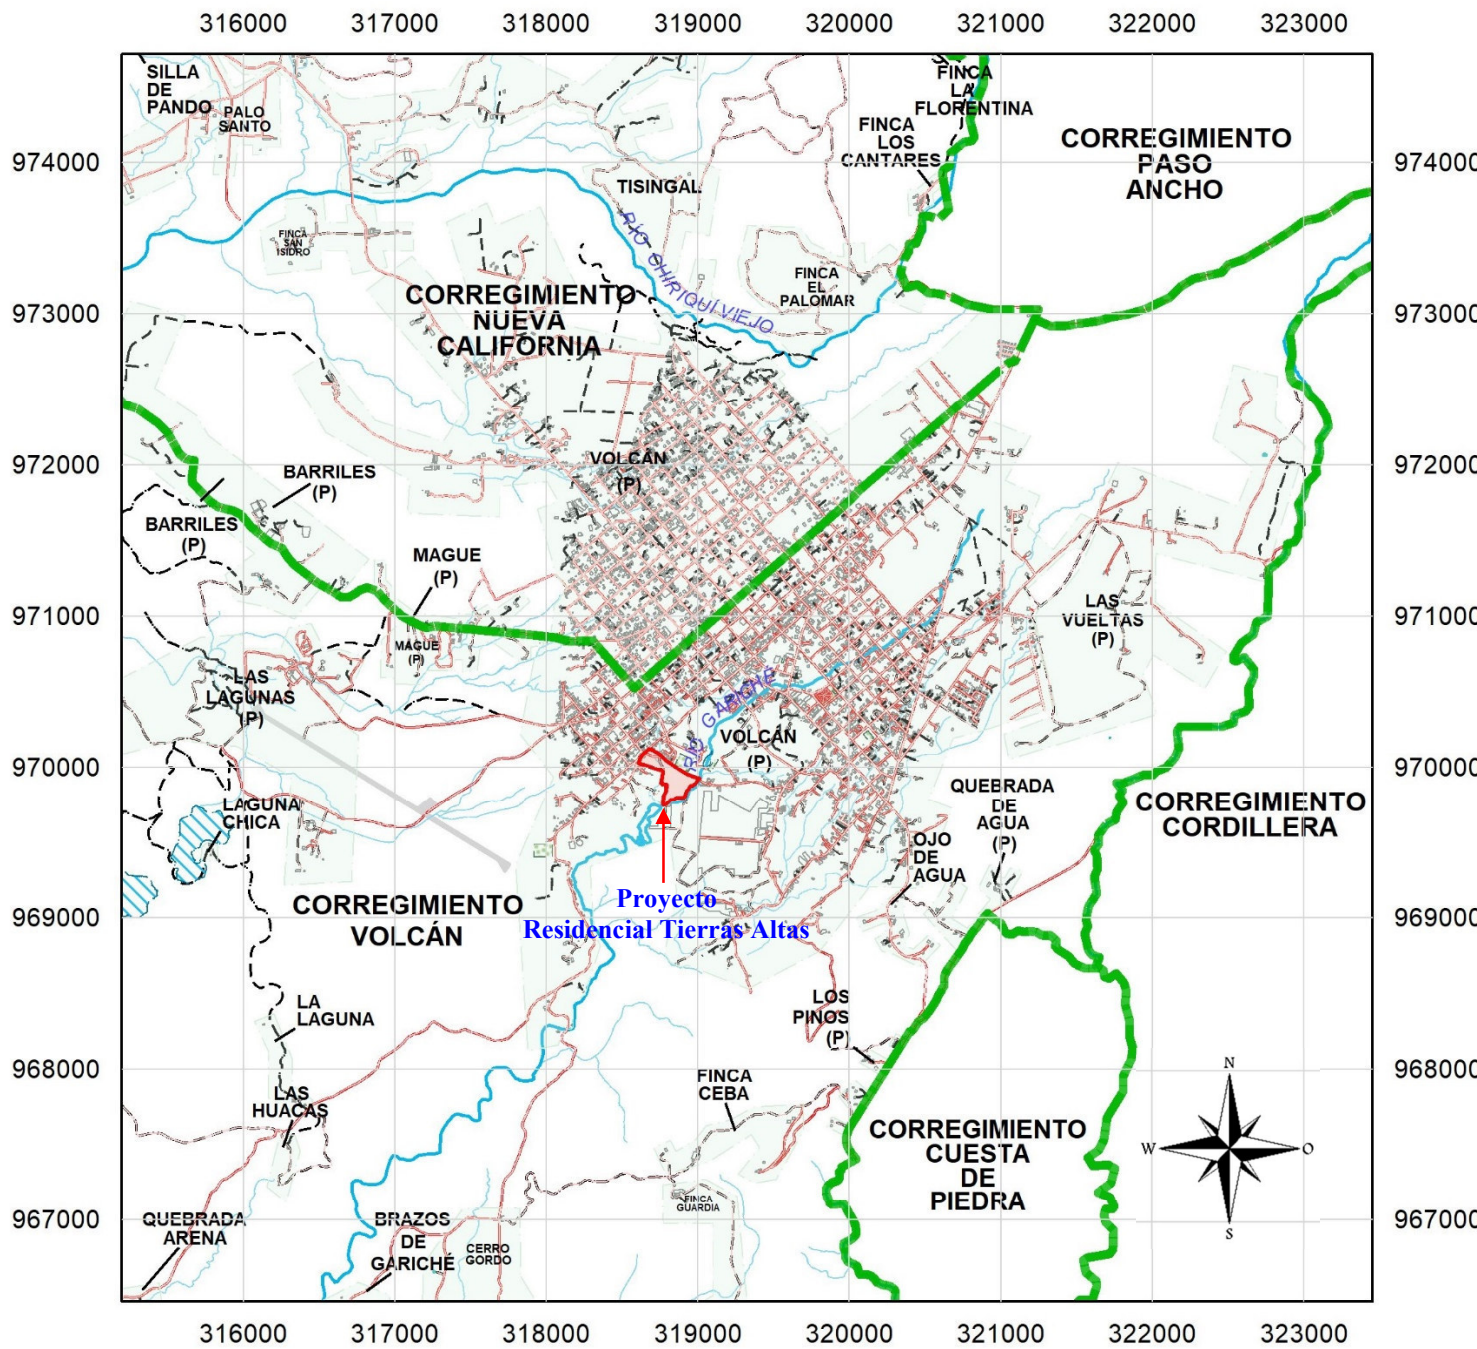 316000 317000 318000 319000 320000 321000 322000 323000
SILLA
DE
PANDO
PALO
SANTO
FINCA
LA
FLORENTINA
FINCA
LOS
CANTARES
CORREGIMIENTO
PASO
ANCHO
974000
974000
TISINGAL
RÍO CHIRIQUÍ VIEJO
FINCA
SAN
ISIDRO
FINCA
EL
PALOMAR
CORREGIMIENTO
NUEVA
CALIFORNIA
973000
973000
VOLCÁN
(P)
972000
972000
BARRILES
(P)
BARRILES
(P)
MAGUE
(P)
LAS
VUELTAS
(P)
971000
971000
MAGUE
(P)
LAS
LAGUNAS
(P)
RÍO GARICHÉ
VOLCÁN
(P)
970000
970000
QUEBRADA
DE
AGUA
(P)
CORREGIMIENTO
CORDILLERA
LAGUNA
CHICA
OJO
DE
AGUA
Proyecto
Residencial Tierras Altas
CORREGIMIENTO
VOLCÁN
969000
969000
LA
LAGUNA
LOS
PINOS
(P)
968000
968000
FINCA
CEBA
LAS
HUACAS
CORREGIMIENTO
CUESTA
DE
PIEDRA
N
W
O
S
FINCA
GUARDIA
967000
967000
QUEBRADA
ARENA
BRAZOS
DE
GARICHÉ
CERRO
GORDO
316000 317000 318000 319000 320000 321000 322000 323000